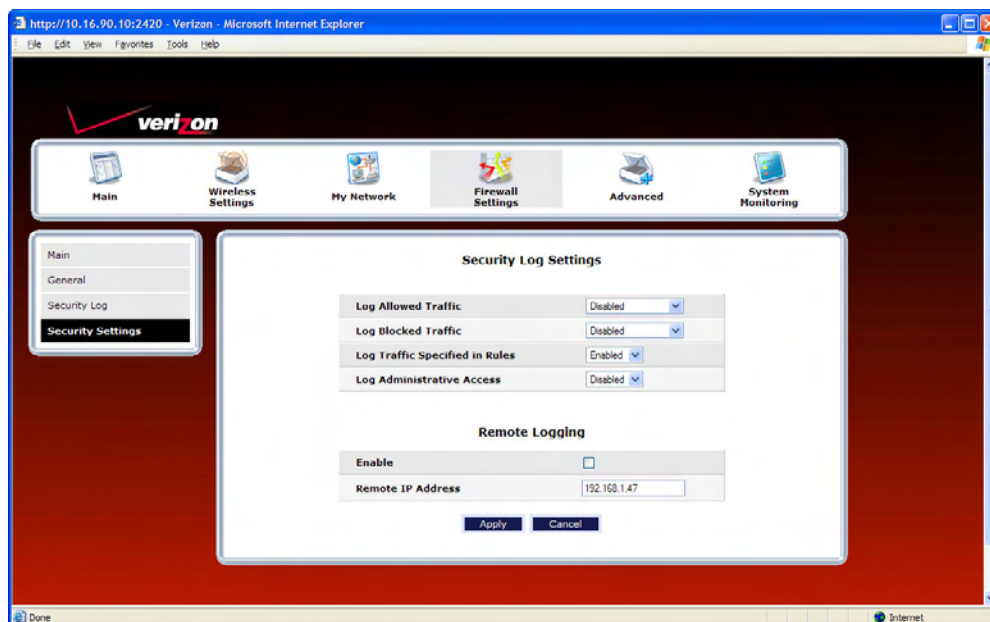 http://10.16.90.10:2420 - Verizon - Microsoft Internet Explorer
File Edit View Favorites Tools Help
verizon
Main
Wireless Settings
My Network
Firewall Settings
Advanced
System Monitoring
Main
General
Security Log
Security Settings
Security Log Settings
Log Allowed Traffic Disabled
Log Blocked Traffic Disabled
Log Traffic Specified in Rules Enabled
Log Administrative Access Disabled
Remote Logging
Enable
Remote IP Address 192.168.1.47
Apply Cancel
Done Internet